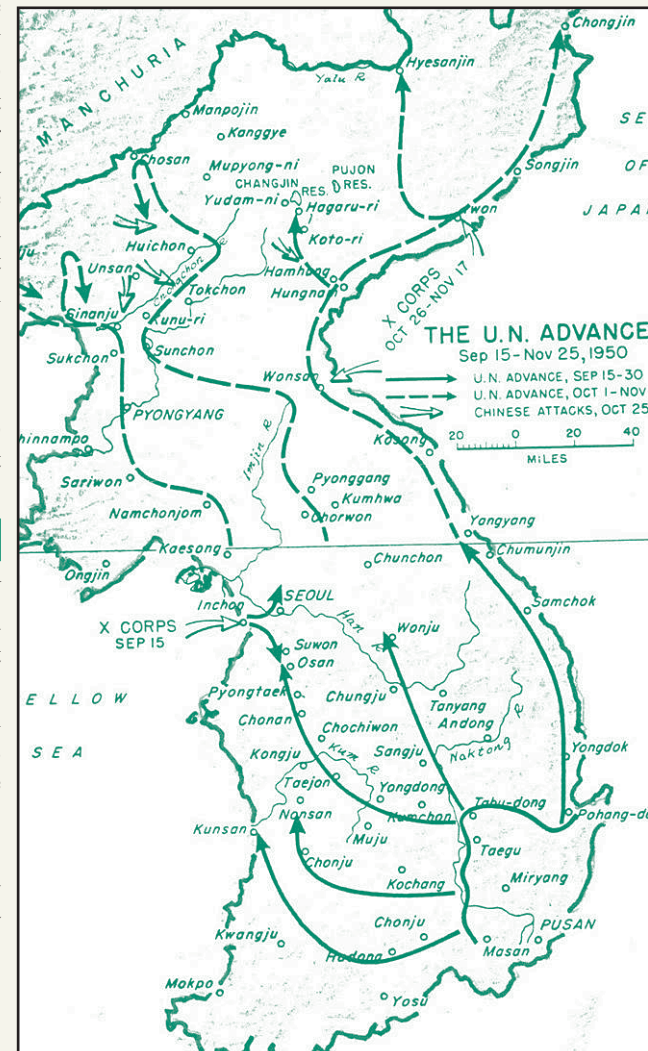 Chongjin
MANCHURIA
Yalu R
Hyesanjin
Manpojin
Kanggye
SE
OF
JAPA
Chosan
Mupyong-ni
PUJON
RES.
CHANGJIN
RES.
Songjin
Yudam-ni
Hagaru-ri
Iwon
Koto-ri
Huichon
Unsan
Chongchon R
Hamhung
Hungnam
Tokchon
X CORPS
OCT 26-NOV 17
Sinanju
Kunu-ri
Sukchon
Sunchon
THE U.N. ADVANCE
Sep 15-Nov 25, 1950
U.N. ADVANCE, SEP 15-30
U.N. ADVANCE, OCT 1-NOV
CHINESE ATTACKS, OCT 25
20 0 20 40
MILES
Wonsan
PYONGYANG
Kosong
hinnampo
Imjin R
Sariwon
Pyonggang
Kumhwa
Chorwon
Namchonjom
Yangyang
Kaesong
Chunchon
Chumunjin
Ongjin
Inchon
SEOUL
Samchok
X CORPS
SEP 15
Han R
Wonju
Suwon
Osan
ELLOW
SEA
Pyongtaek
Chungju
Tanyang
Andong
Chonan
Chochiwon
Kongju
Kum R
Sangju
Naktong R
Yongdok
Taejon
Yongdong
Kumchon
Tabu-dong
Pohang-do
Nonsan
Kunsan
Muju
Taegu
Chonju
Kochang
Miryang
Chonju
PUSAN
Kwangju
Hadong
Masan
Mokpo
Yosu